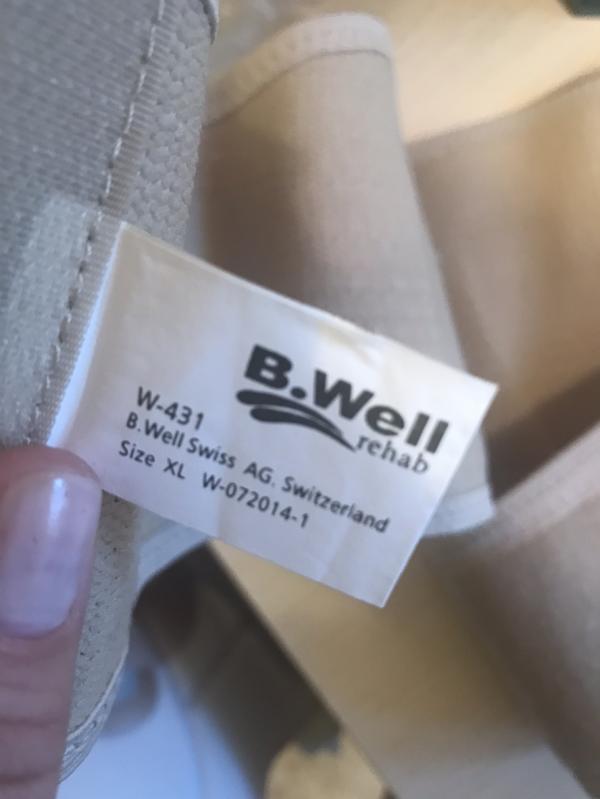 B.Well
rehab
W-431
B.Well Swiss AG. Switzerland
Size XL W-072014-1